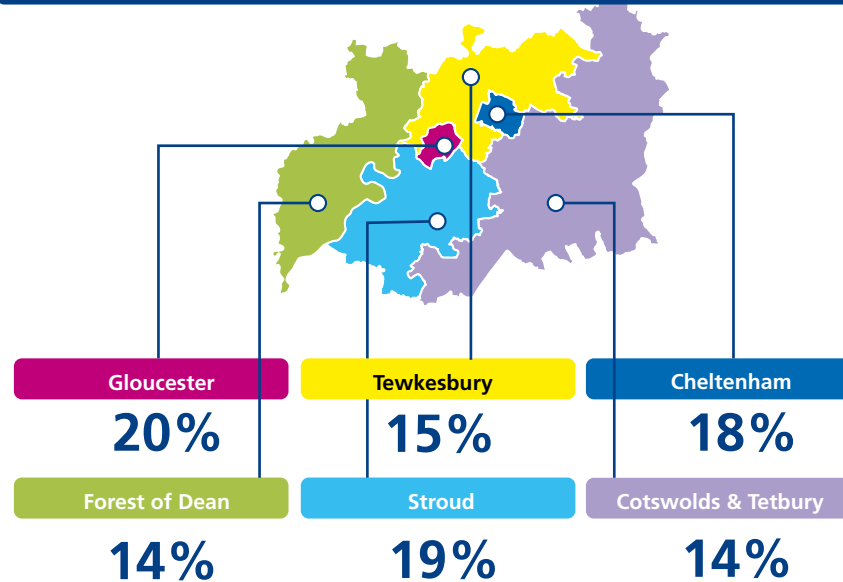 Gloucester
Tewkesbury
Cheltenham
20%
15%
18%
Forest of Dean
Stroud
Cotswolds & Tetbury
14%
19%
14%